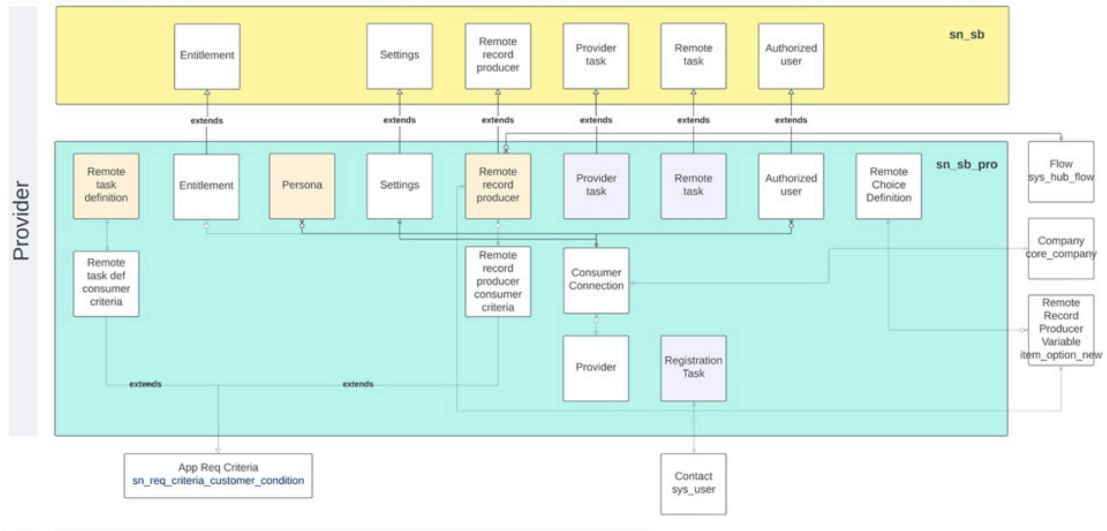 Provider
sn_sb
Entitlement
Settings
Remote
record
producer
Provider
task
Remote
task
Authorized
user
extends
extends
extends
extends
extends
extends
sn_sb_pro
Remote
task
definition
Entitlement
Persona
Settings
Remote
record
producer
Provider
task
Remote
task
Authorized
user
Remote
Choice
Definition
Flow
sys_hub_flow
Remote
task def
consumer
criteria
Remote
record
producer
consumer
criteria
Consumer
Connection
Company
core_company
Provider
Registration
Task
Remote
Record
Producer
Variable
item_option_new
extends
extends
App Req Criteria
sn_req_criteria_customer_condition
Contact
sys_user